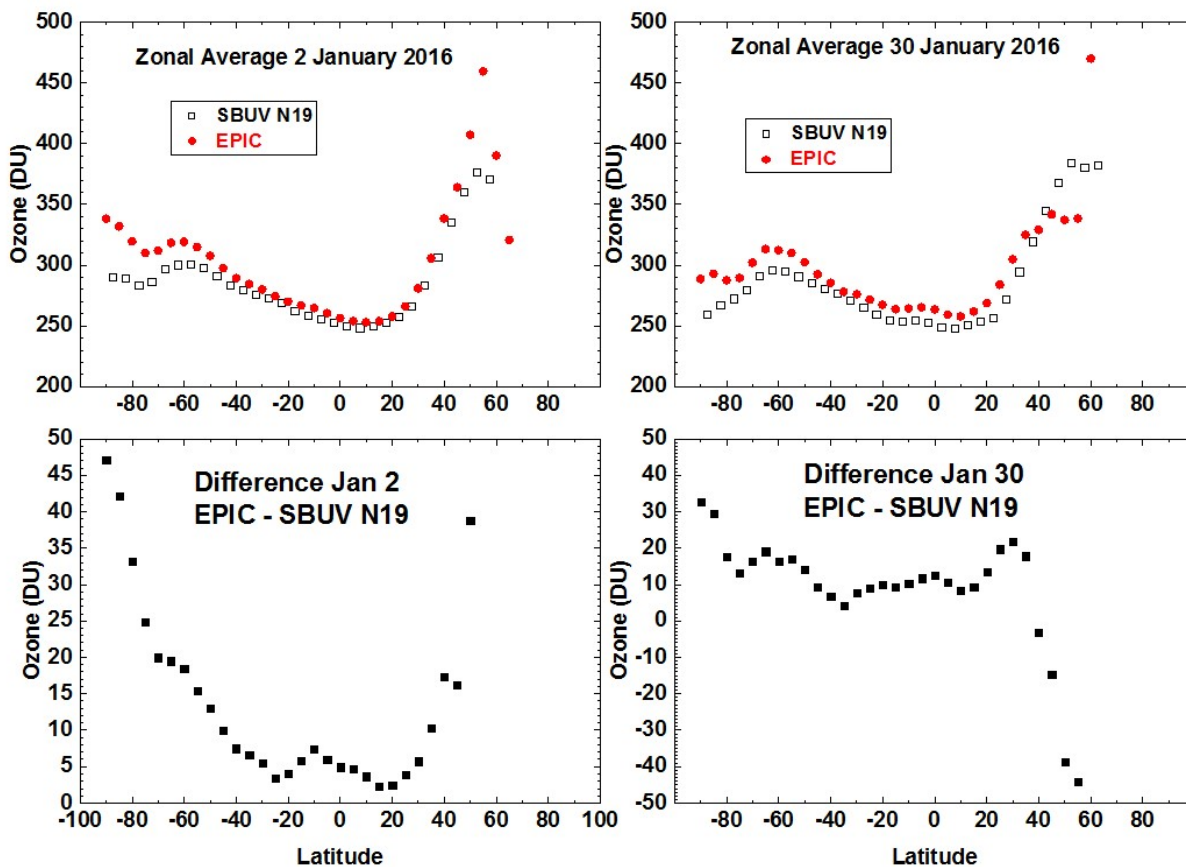 Zonal Average 2 January 2016
SBUV N19
EPIC
Ozone (DU)
500
450
400
350
300
250
200
-80 -60 -40 -20 0 20 40 60 80
Zonal Average 30 January 2016
SBUV N19
EPIC
Ozone (DU)
500
450
400
350
300
250
200
-80 -60 -40 -20 0 20 40 60 80
Difference Jan 2
EPIC - SBUV N19
Ozone (DU)
50
45
40
35
30
25
20
15
10
5
0
-100 -80 -60 -40 -20 0 20 40 60 80 100
Latitude
Difference Jan 30
EPIC - SBUV N19
Ozone (DU)
50
40
30
20
10
0
-10
-20
-30
-40
-50
-80 -60 -40 -20 0 20 40 60 80
Latitude